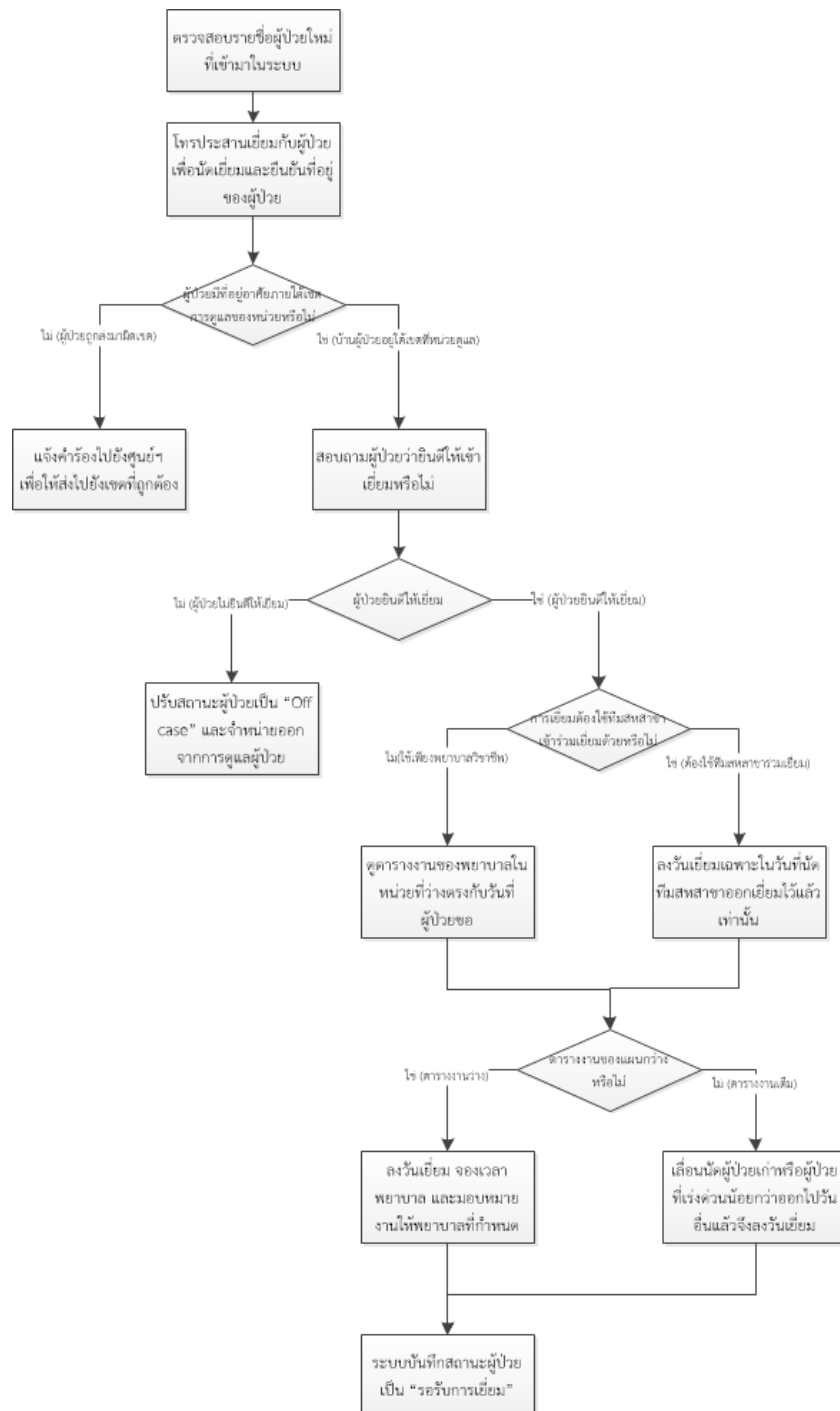 ตรวจสอบรายชื่อผู้ป่วยใหม่
ที่เข้ามาในระบบ
โทรประสานเยี่ยมกับผู้ป่วย
เพื่อนัดเยี่ยมและยืนยันที่อยู่
ของผู้ป่วย
ผู้ป่วยมีที่อยู่อาศัยภายใต้เขต
การดูแลของหน่วยหรือไม่
ไม่ (ผู้ป่วยถูกส่งมาผิดเขต)
ใช่ (บ้านผู้ป่วยอยู่ใต้เขตที่หน่วยดูแล)
แจ้งคำร้องไปยังศูนย์ฯ
เพื่อให้ส่งไปยังเขตที่ถูกต้อง
สอบถามผู้ป่วยว่ายินดีให้เข้า
เยี่ยมหรือไม่
ผู้ป่วยยินดีให้เยี่ยม
ไม่ (ผู้ป่วยไม่ยินดีให้เยี่ยม)
ใช่ (ผู้ป่วยยินดีให้เยี่ยม)
ปรับสถานะผู้ป่วยเป็น “Off
case” และจำหน่ายออก
จากการดูแลผู้ป่วย
การเยี่ยมต้องใช้ทีมสหสาขา
เข้าร่วมเยี่ยมด้วยหรือไม่
ไม่(ใช้เพียงพยาบาลวิชาชีพ)
ใช่ (ต้องใช้ทีมสหสาขาร่วมเยี่ยม)
ดูตารางงานของพยาบาลใน
หน่วยที่ว่างตรงกับวันที่
ผู้ป่วยขอ
ลงวันเยี่ยมเฉพาะในวันที่นัด
ทีมสหสาขาออกเยี่ยมไว้แล้ว
เท่านั้น
ตารางงานของแผนกว่าง
หรือไม่
ใช่ (ตารางงานว่าง)
ไม่ (ตารางงานเต็ม)
ลงวันเยี่ยม จองเวลา
พยาบาล และมอบหมาย
งานให้พยาบาลที่กำหนด
เลื่อนนัดผู้ป่วยเก่าหรือผู้ป่วย
ที่เร่งด่วนน้อยกว่าออกไปวัน
อื่นแล้วจึงลงวันเยี่ยม
ระบบบันทึกสถานะผู้ป่วย
เป็น “รอรับการเยี่ยม”